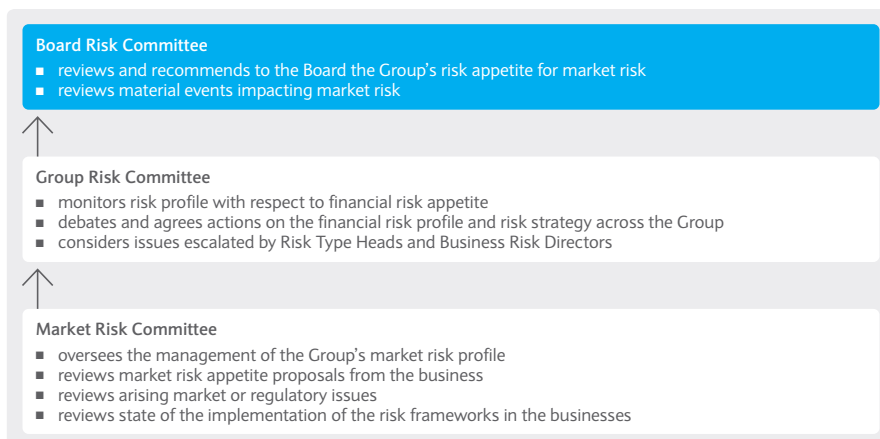 Board Risk Committee
■ reviews and recommends to the Board the Group's risk appetite for market risk
■ reviews material events impacting market risk
Group Risk Committee
■ monitors risk profile with respect to financial risk appetite
■ debates and agrees actions on the financial risk profile and risk strategy across the Group
■ considers issues escalated by Risk Type Heads and Business Risk Directors
Market Risk Committee
■ oversees the management of the Group's market risk profile
■ reviews market risk appetite proposals from the business
■ reviews arising market or regulatory issues
■ reviews state of the implementation of the risk frameworks in the businesses